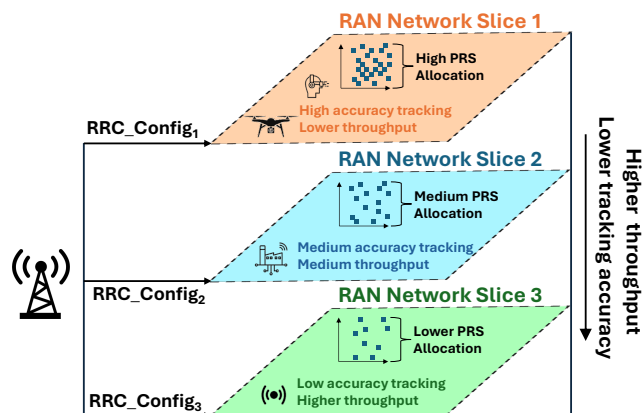 RAN Network Slice 1
High PRS
Allocation
High accuracy tracking
Lower throughput
RRC_Config1
RAN Network Slice 2
Medium PRS
Allocation
Medium accuracy tracking
Medium throughput
RRC_Config2
RAN Network Slice 3
Lower PRS
Allocation
Low accuracy tracking
Higher throughput
RRC_Config3
Higher throughput
Lower tracking accuracy